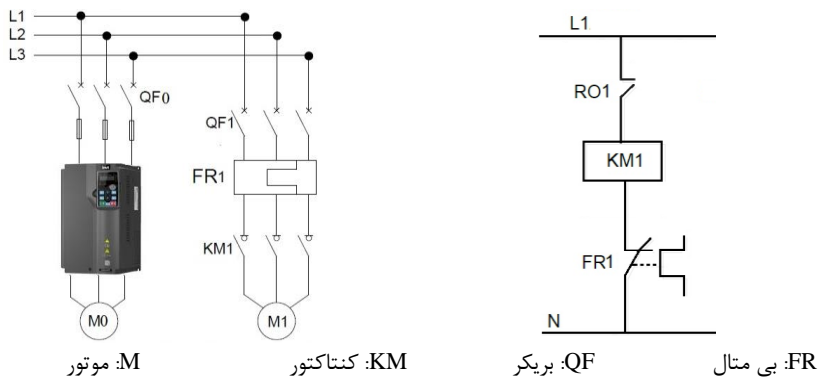 L1
L2
L3
QF0
QF1
FR1
KM1
M0
M1
L1
RO1
KM1
FR1
N
FR: بی متال
QF: بریکر
KM: کنتاکتور
M: موتور